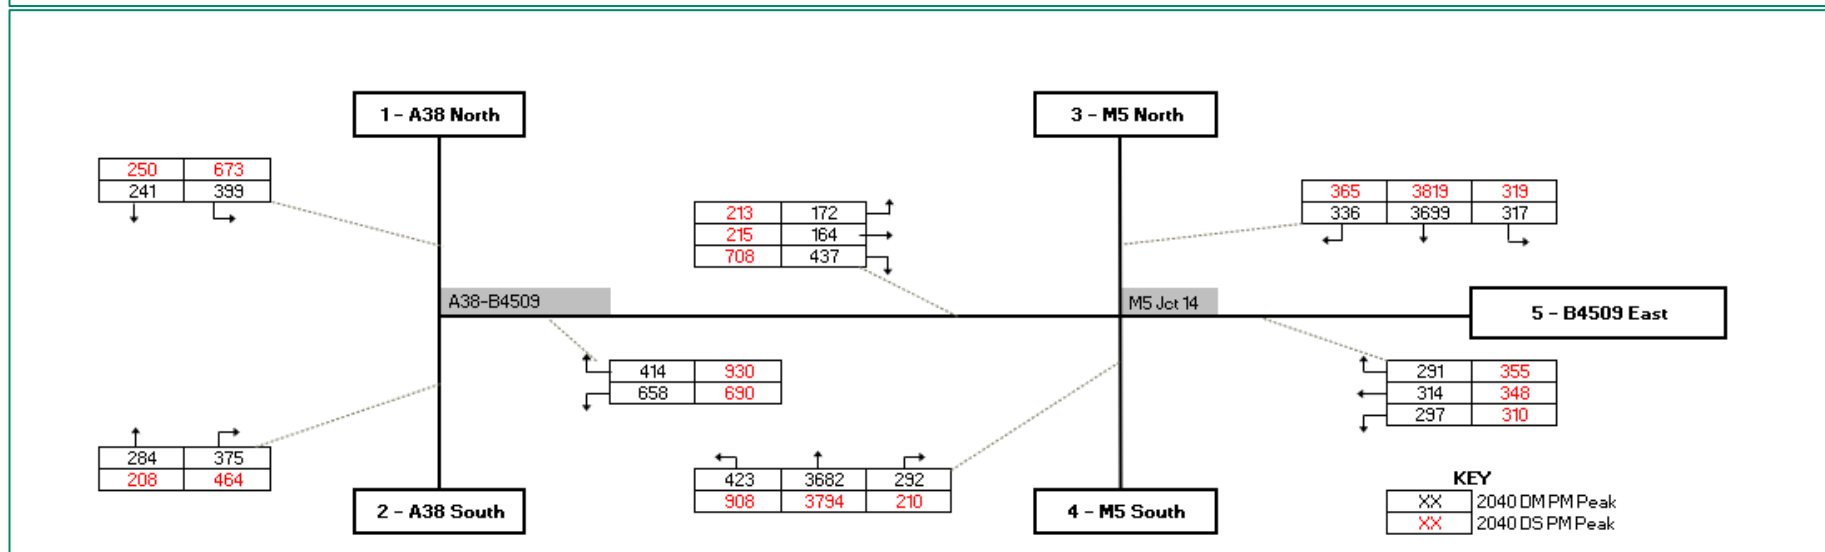 1 - A38 North
3 - M5 North
250 673
241 399
365 3819 319
336 3699 317
213 172
215 164
708 437
A38-B4509
M5 Jct 14
5 - B4509 East
414 930
658 690
291 355
314 348
297 310
284 375
208 464
423 3682 292
908 3794 210
2 - A38 South
4 - M5 South
KEY
XX 2040 DM PM Peak
XX 2040 DS PM Peak